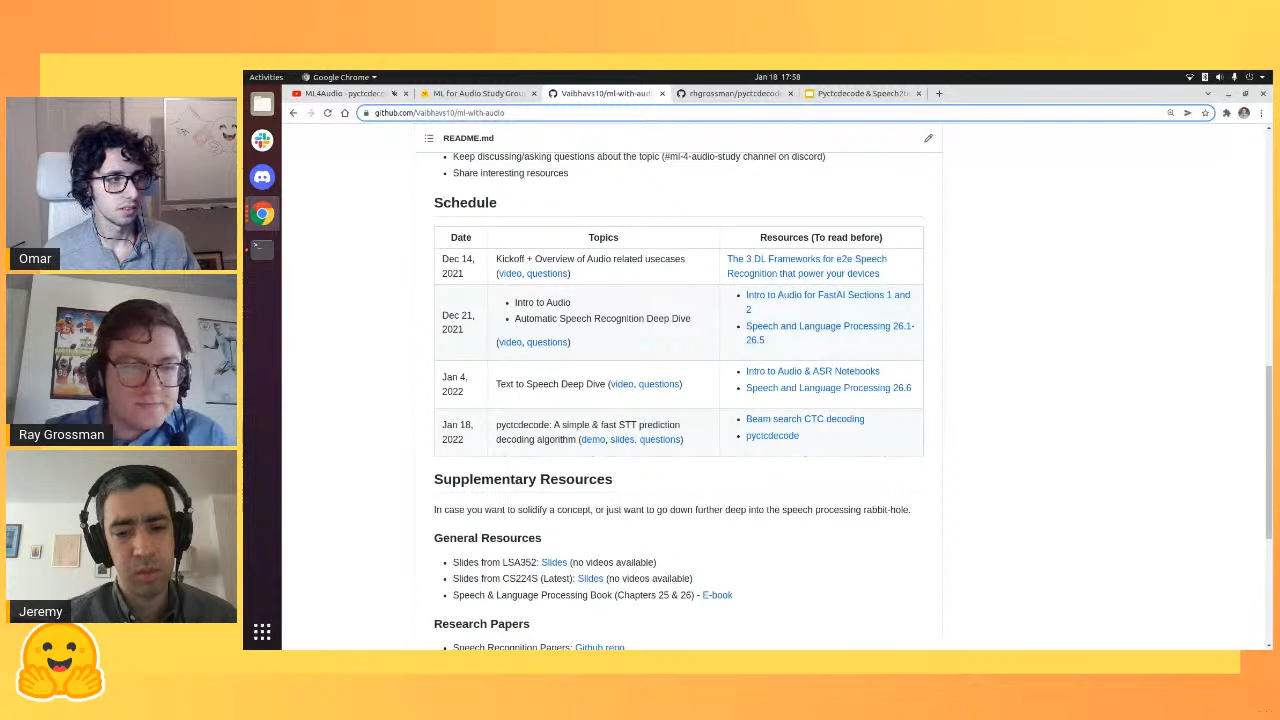 Activities
Google Chrome
Jan 18 17:58
ML4Audio - pyctcdeco
ML for Audio Study Grou
Vaibhavs10/ml-with-audi
rhgrossman/pyctcdecod
Pyctcdecode & Speech2t
github.com/Vaibhavs10/ml-with-audio
README.md
Keep discussing/asking questions about the topic (#ml-4-audio-study channel on discord)
Share interesting resources
Schedule
Date Topics Resources (To read before)
Dec 14, 2021
Kickoff + Overview of Audio related usecases
(video, questions)
The 3 DL Frameworks for e2e Speech
Recognition that power your devices
Dec 21, 2021
Intro to Audio
Automatic Speech Recognition Deep Dive
(video, questions)
Intro to Audio for FastAI Sections 1 and
2
Speech and Language Processing 26.1-
26.5
Jan 4, 2022
Text to Speech Deep Dive (video, questions)
Intro to Audio & ASR Notebooks
Speech and Language Processing 26.6
Jan 18, 2022
pyctcdecode: A simple & fast STT prediction
decoding algorithm (demo, slides, questions)
Beam search CTC decoding
pyctcdecode
Supplementary Resources
In case you want to solidify a concept, or just want to go down further deep into the speech processing rabbit-hole.
General Resources
Slides from LSA352: Slides (no videos available)
Slides from CS224S (Latest): Slides (no videos available)
Speech & Language Processing Book (Chapters 25 & 26) - E-book
Research Papers
Speech Recognition Papers: Github repo
Omar
Ray Grossman
Jeremy